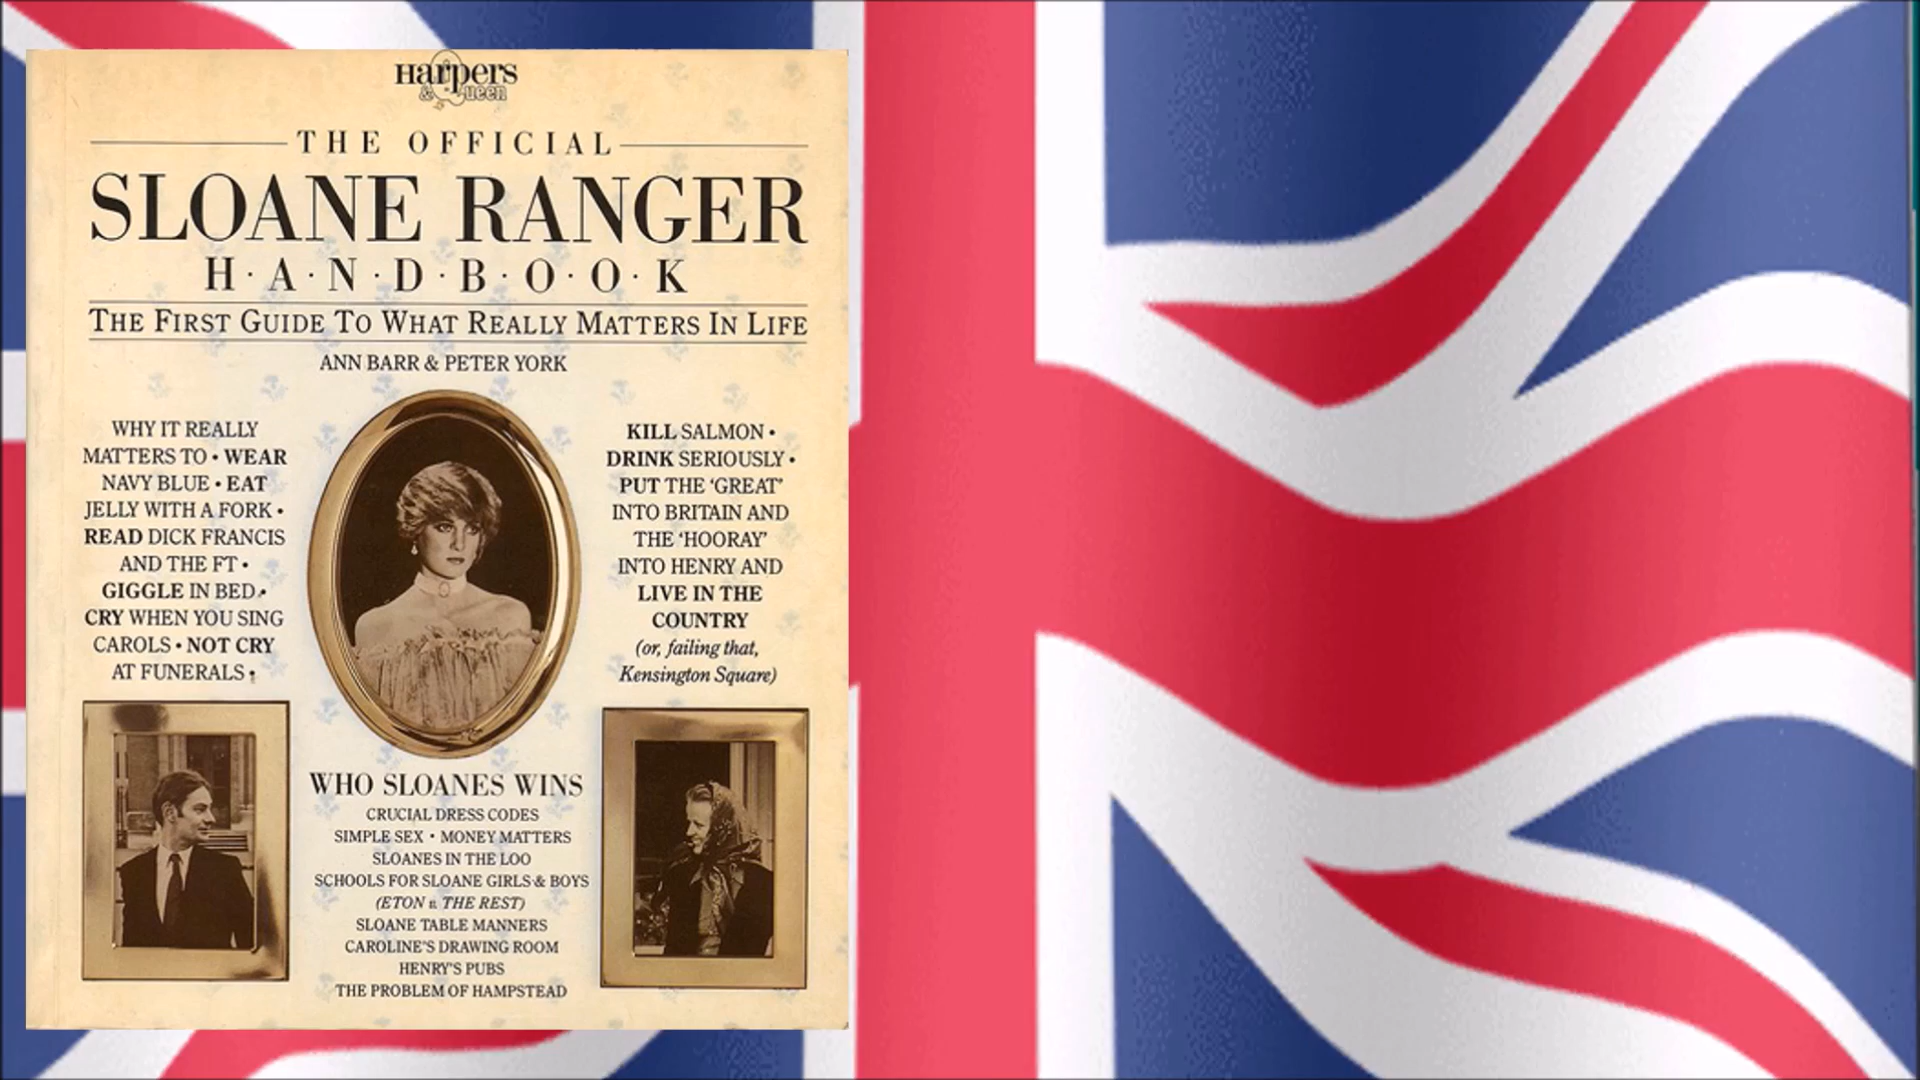 Harpers
& Queen
THE OFFICIAL
SLOANE RANGER
H·A·N·D·B·O·O·K
THE FIRST GUIDE TO WHAT REALLY MATTERS IN LIFE
ANN BARR & PETER YORK
WHY IT REALLY
MATTERS TO • WEAR
NAVY BLUE • EAT
JELLY WITH A FORK •
READ DICK FRANCIS
AND THE FT •
GIGGLE IN BED •
CRY WHEN YOU SING
CAROLS • NOT CRY
AT FUNERALS •
KILL SALMON •
DRINK SERIOUSLY •
PUT THE ‘GREAT’
INTO BRITAIN AND
THE ‘HOORAY’
INTO HENRY AND
LIVE IN THE
COUNTRY
(or, failing that,
Kensington Square)
WHO SLOANES WINS
CRUCIAL DRESS CODES
SIMPLE SEX • MONEY MATTERS
SLOANES IN THE LOO
SCHOOLS FOR SLOANE GIRLS & BOYS
(ETON v. THE REST)
SLOANE TABLE MANNERS
CAROLINE'S DRAWING ROOM
HENRY'S PUBS
THE PROBLEM OF HAMPSTEAD